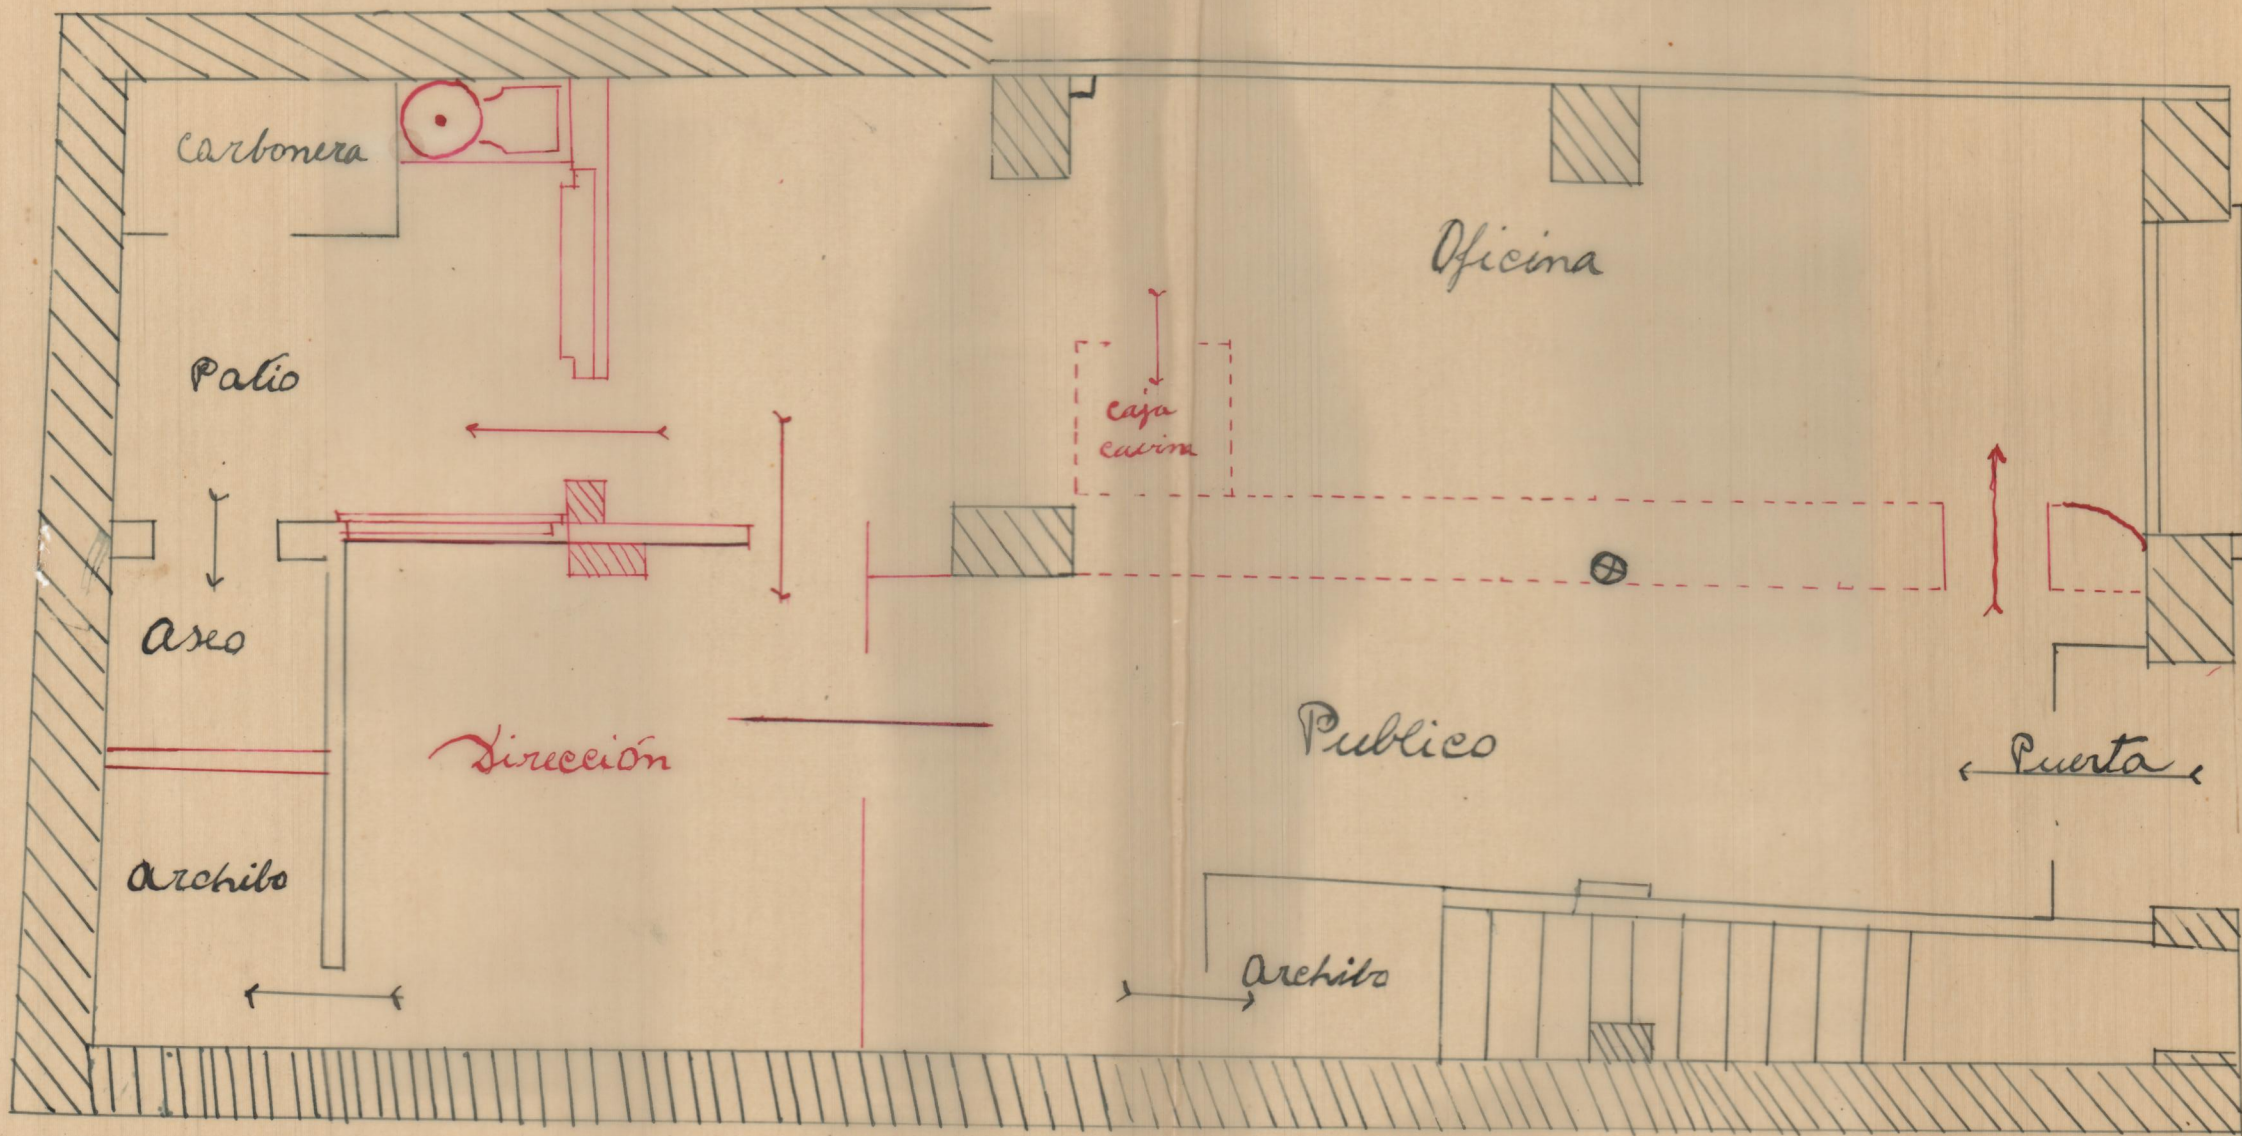 Carbonera
Oficina
Patio
caja
Aseo
Dirección
Publico
Puerta
Archibo
Archibo